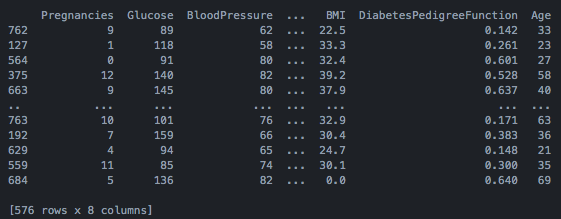 Pregnancies Glucose BloodPressure ... BMI DiabetesPedigreeFunction Age
762 9 89 62 ... 22.5 0.142 33
127 1 118 58 ... 33.3 0.261 23
564 0 91 80 ... 32.4 0.601 27
375 12 140 82 ... 39.2 0.528 58
663 9 145 80 ... 37.9 0.637 40
.. ... ... ... ... ... ... ...
763 10 101 76 ... 32.9 0.171 63
192 7 159 66 ... 30.4 0.383 36
629 4 94 65 ... 24.7 0.148 21
559 11 85 74 ... 30.1 0.300 35
684 5 136 82 ... 0.0 0.640 69
[576 rows x 8 columns]